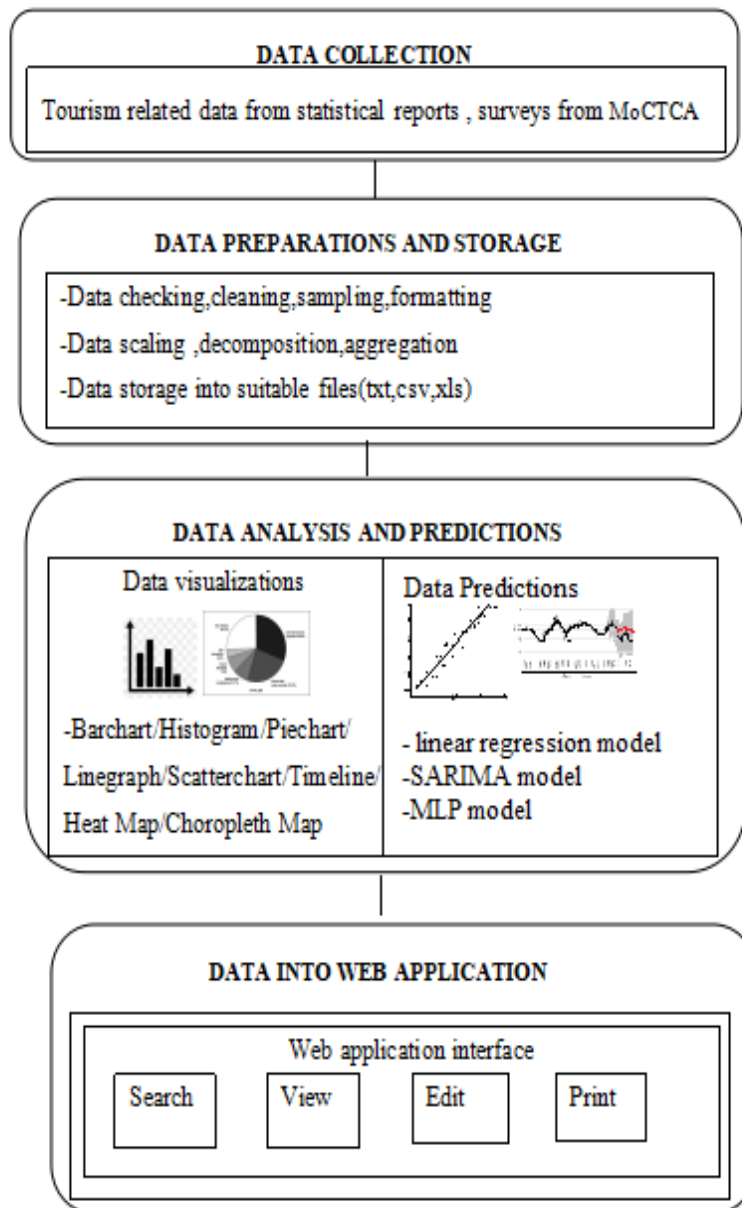 DATA COLLECTION
Tourism related data from statistical reports , surveys from MoCTCA
DATA PREPARATIONS AND STORAGE
-Data checking,cleaning,sampling,formatting
-Data scaling ,decomposition,aggregation
-Data storage into suitable files(txt,csv,xls)
DATA ANALYSIS AND PREDICTIONS
Data visualizations
-Barchart/Histogram/Piechart/
Linegraph/Scatterchart/Timeline/
Heat Map/Choropleth Map
Data Predictions
- linear regression model
-SARIMA model
-MLP model
DATA INTO WEB APPLICATION
Web application interface
Search
View
Edit
Print